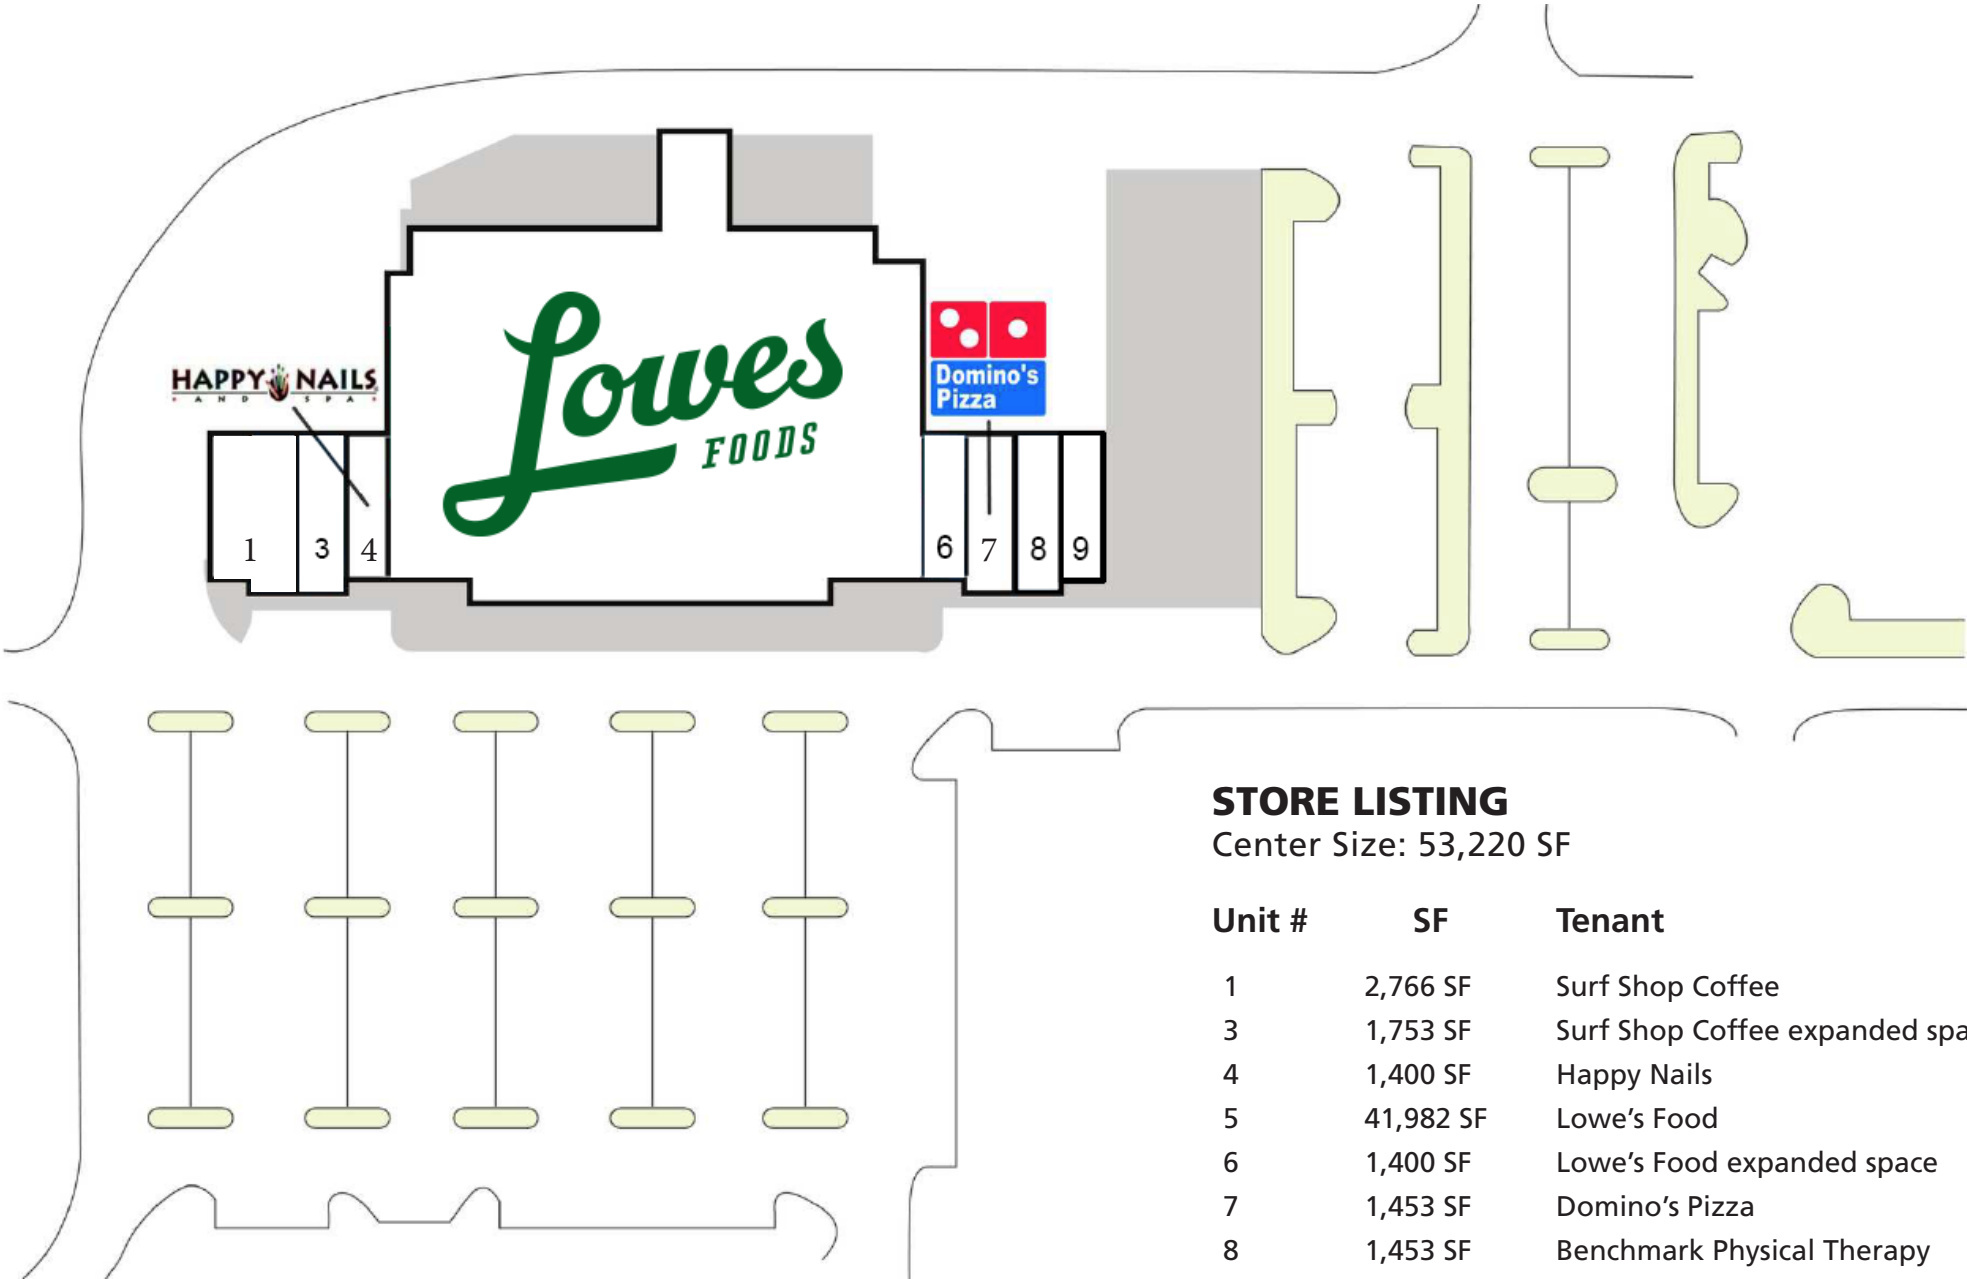 HAPPY NAILS
AND SPA
Lowes
FOODS
Domino's
Pizza
1
3
4
6
7
8
9
STORE LISTING
Center Size: 53,220 SF
Unit # SF Tenant
1 2,766 SF Surf Shop Coffee
3 1,753 SF Surf Shop Coffee expanded spa
4 1,400 SF Happy Nails
5 41,982 SF Lowe’s Food
6 1,400 SF Lowe’s Food expanded space
7 1,453 SF Domino’s Pizza
8 1,453 SF Benchmark Physical Therapy